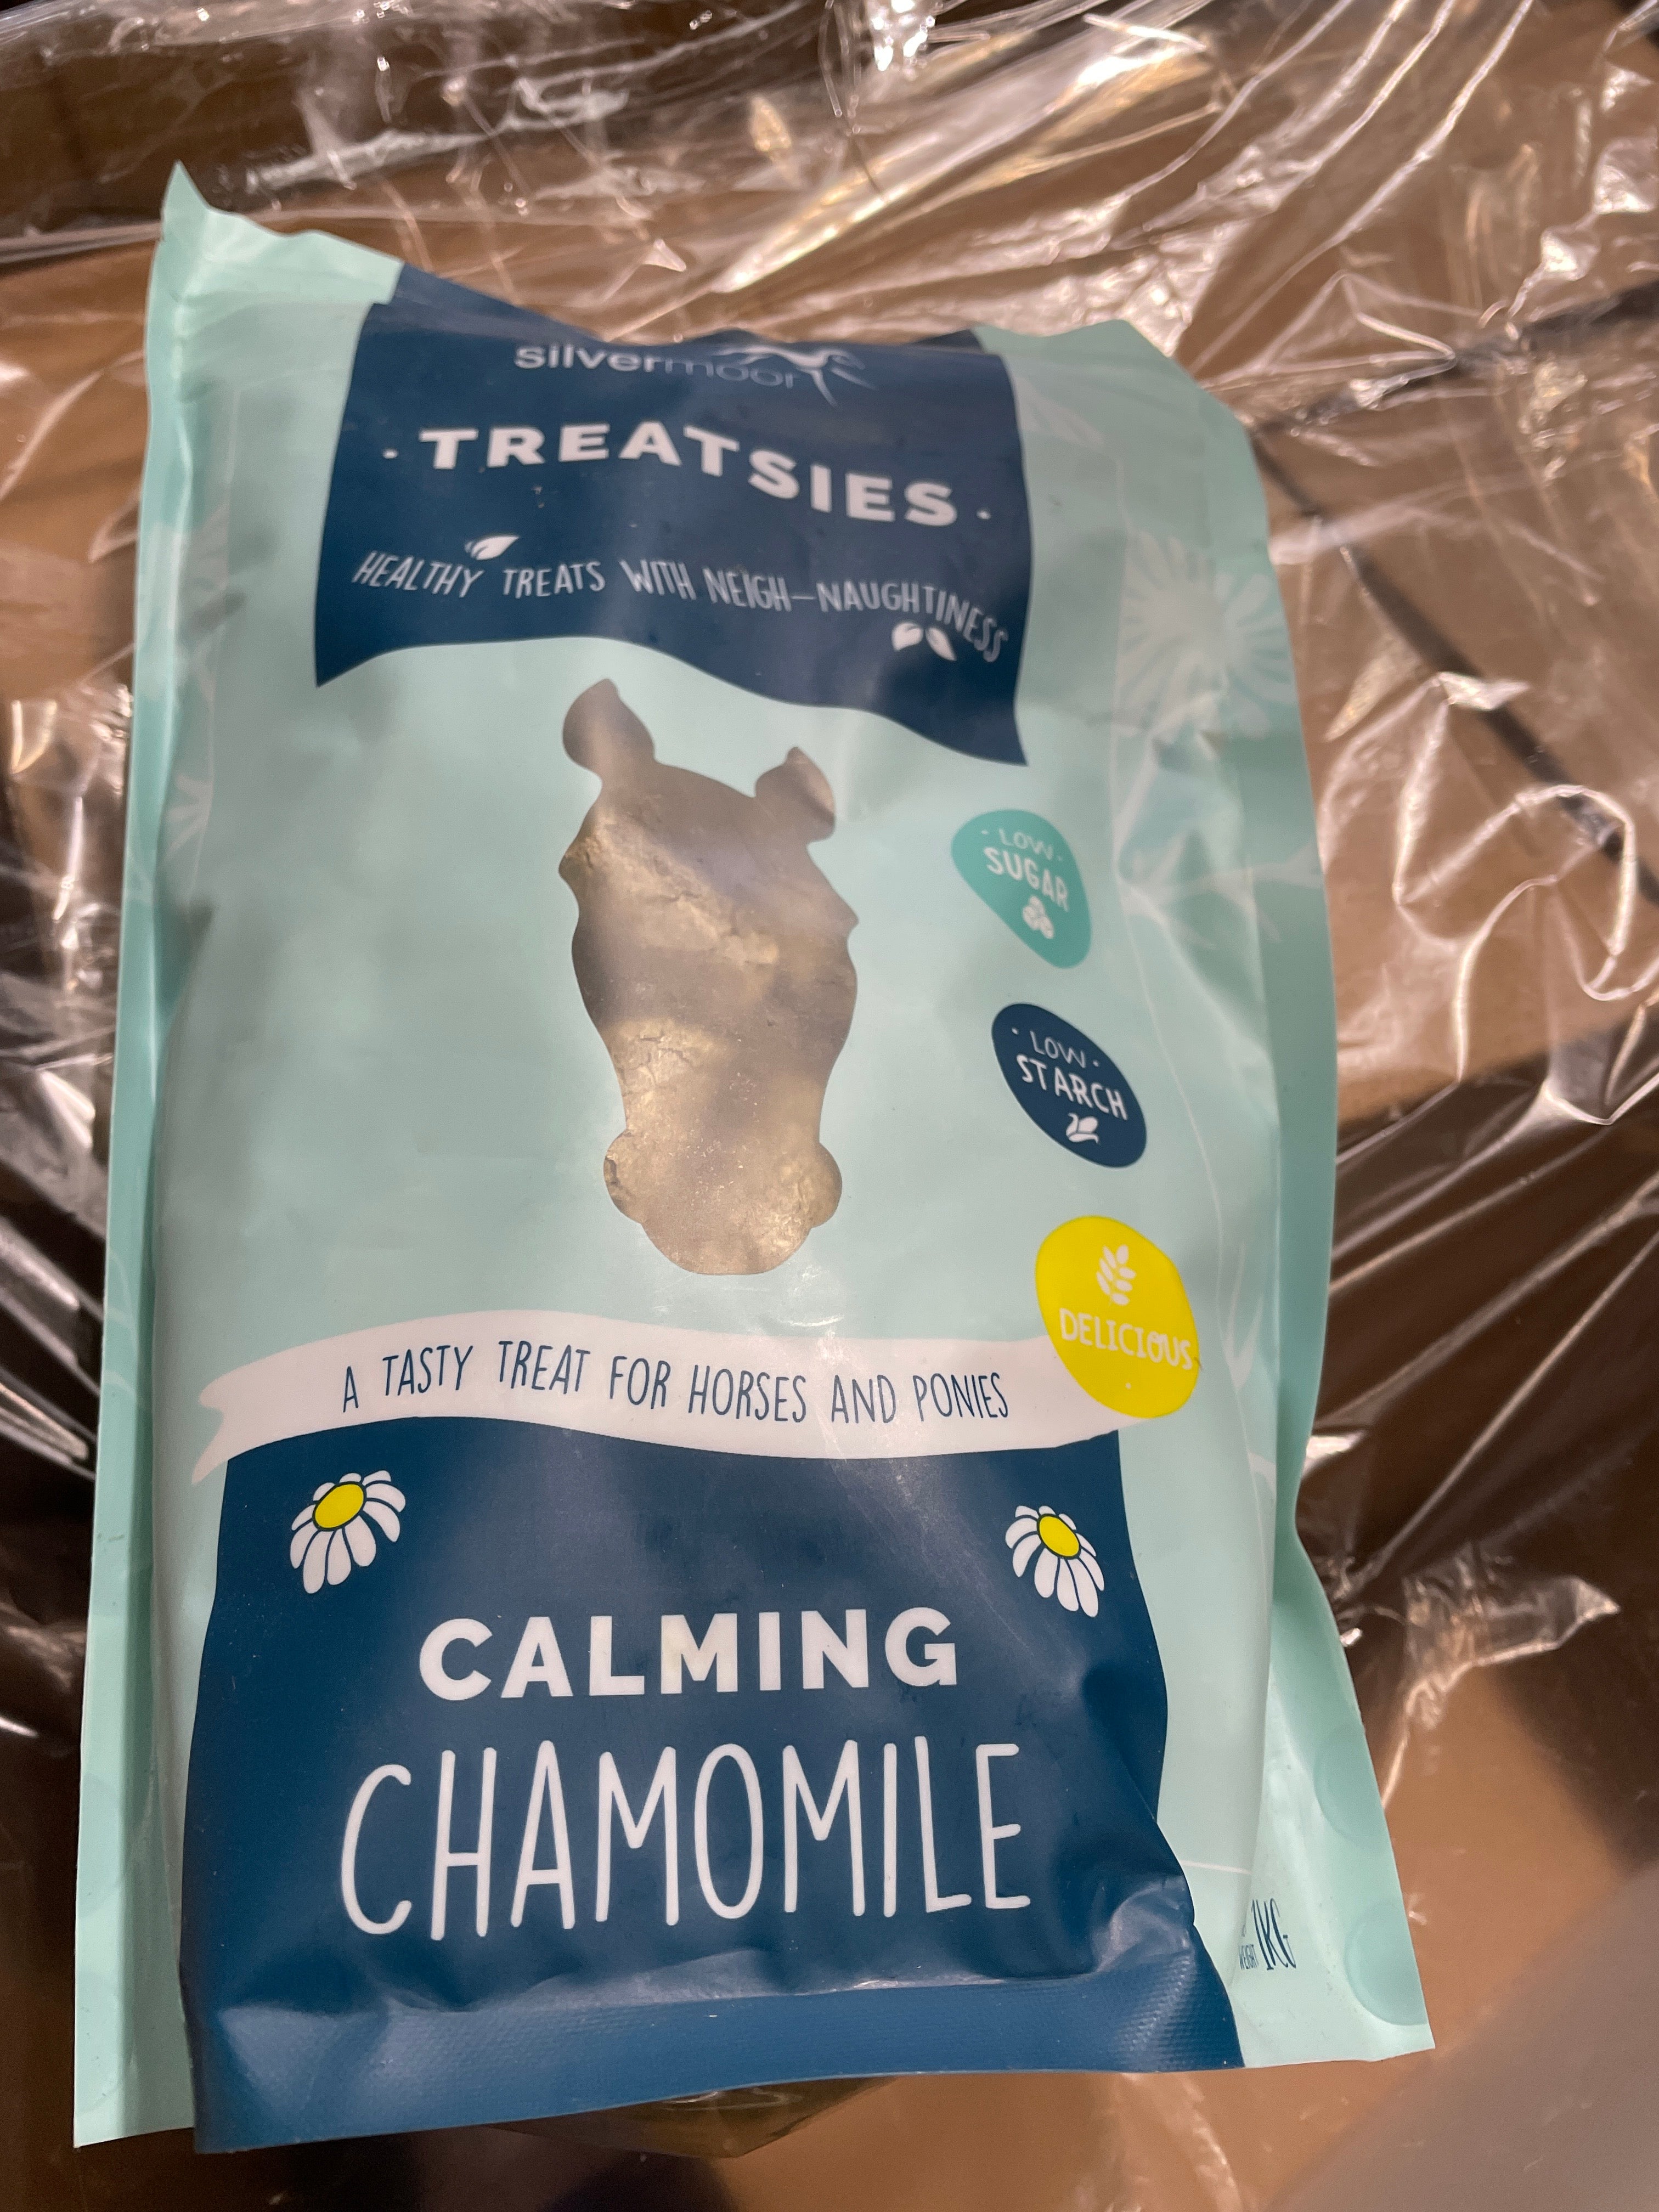 silvermoor
· TREATSIES ·
HEALTHY TREATS WITH NEIGH-NAUGHTINESS
· LOW ·
SUGAR
· LOW ·
STARCH
DELICIOUS
A TASTY TREAT FOR HORSES AND PONIES
CALMING
CHAMOMILE
WEIGHT 1KG